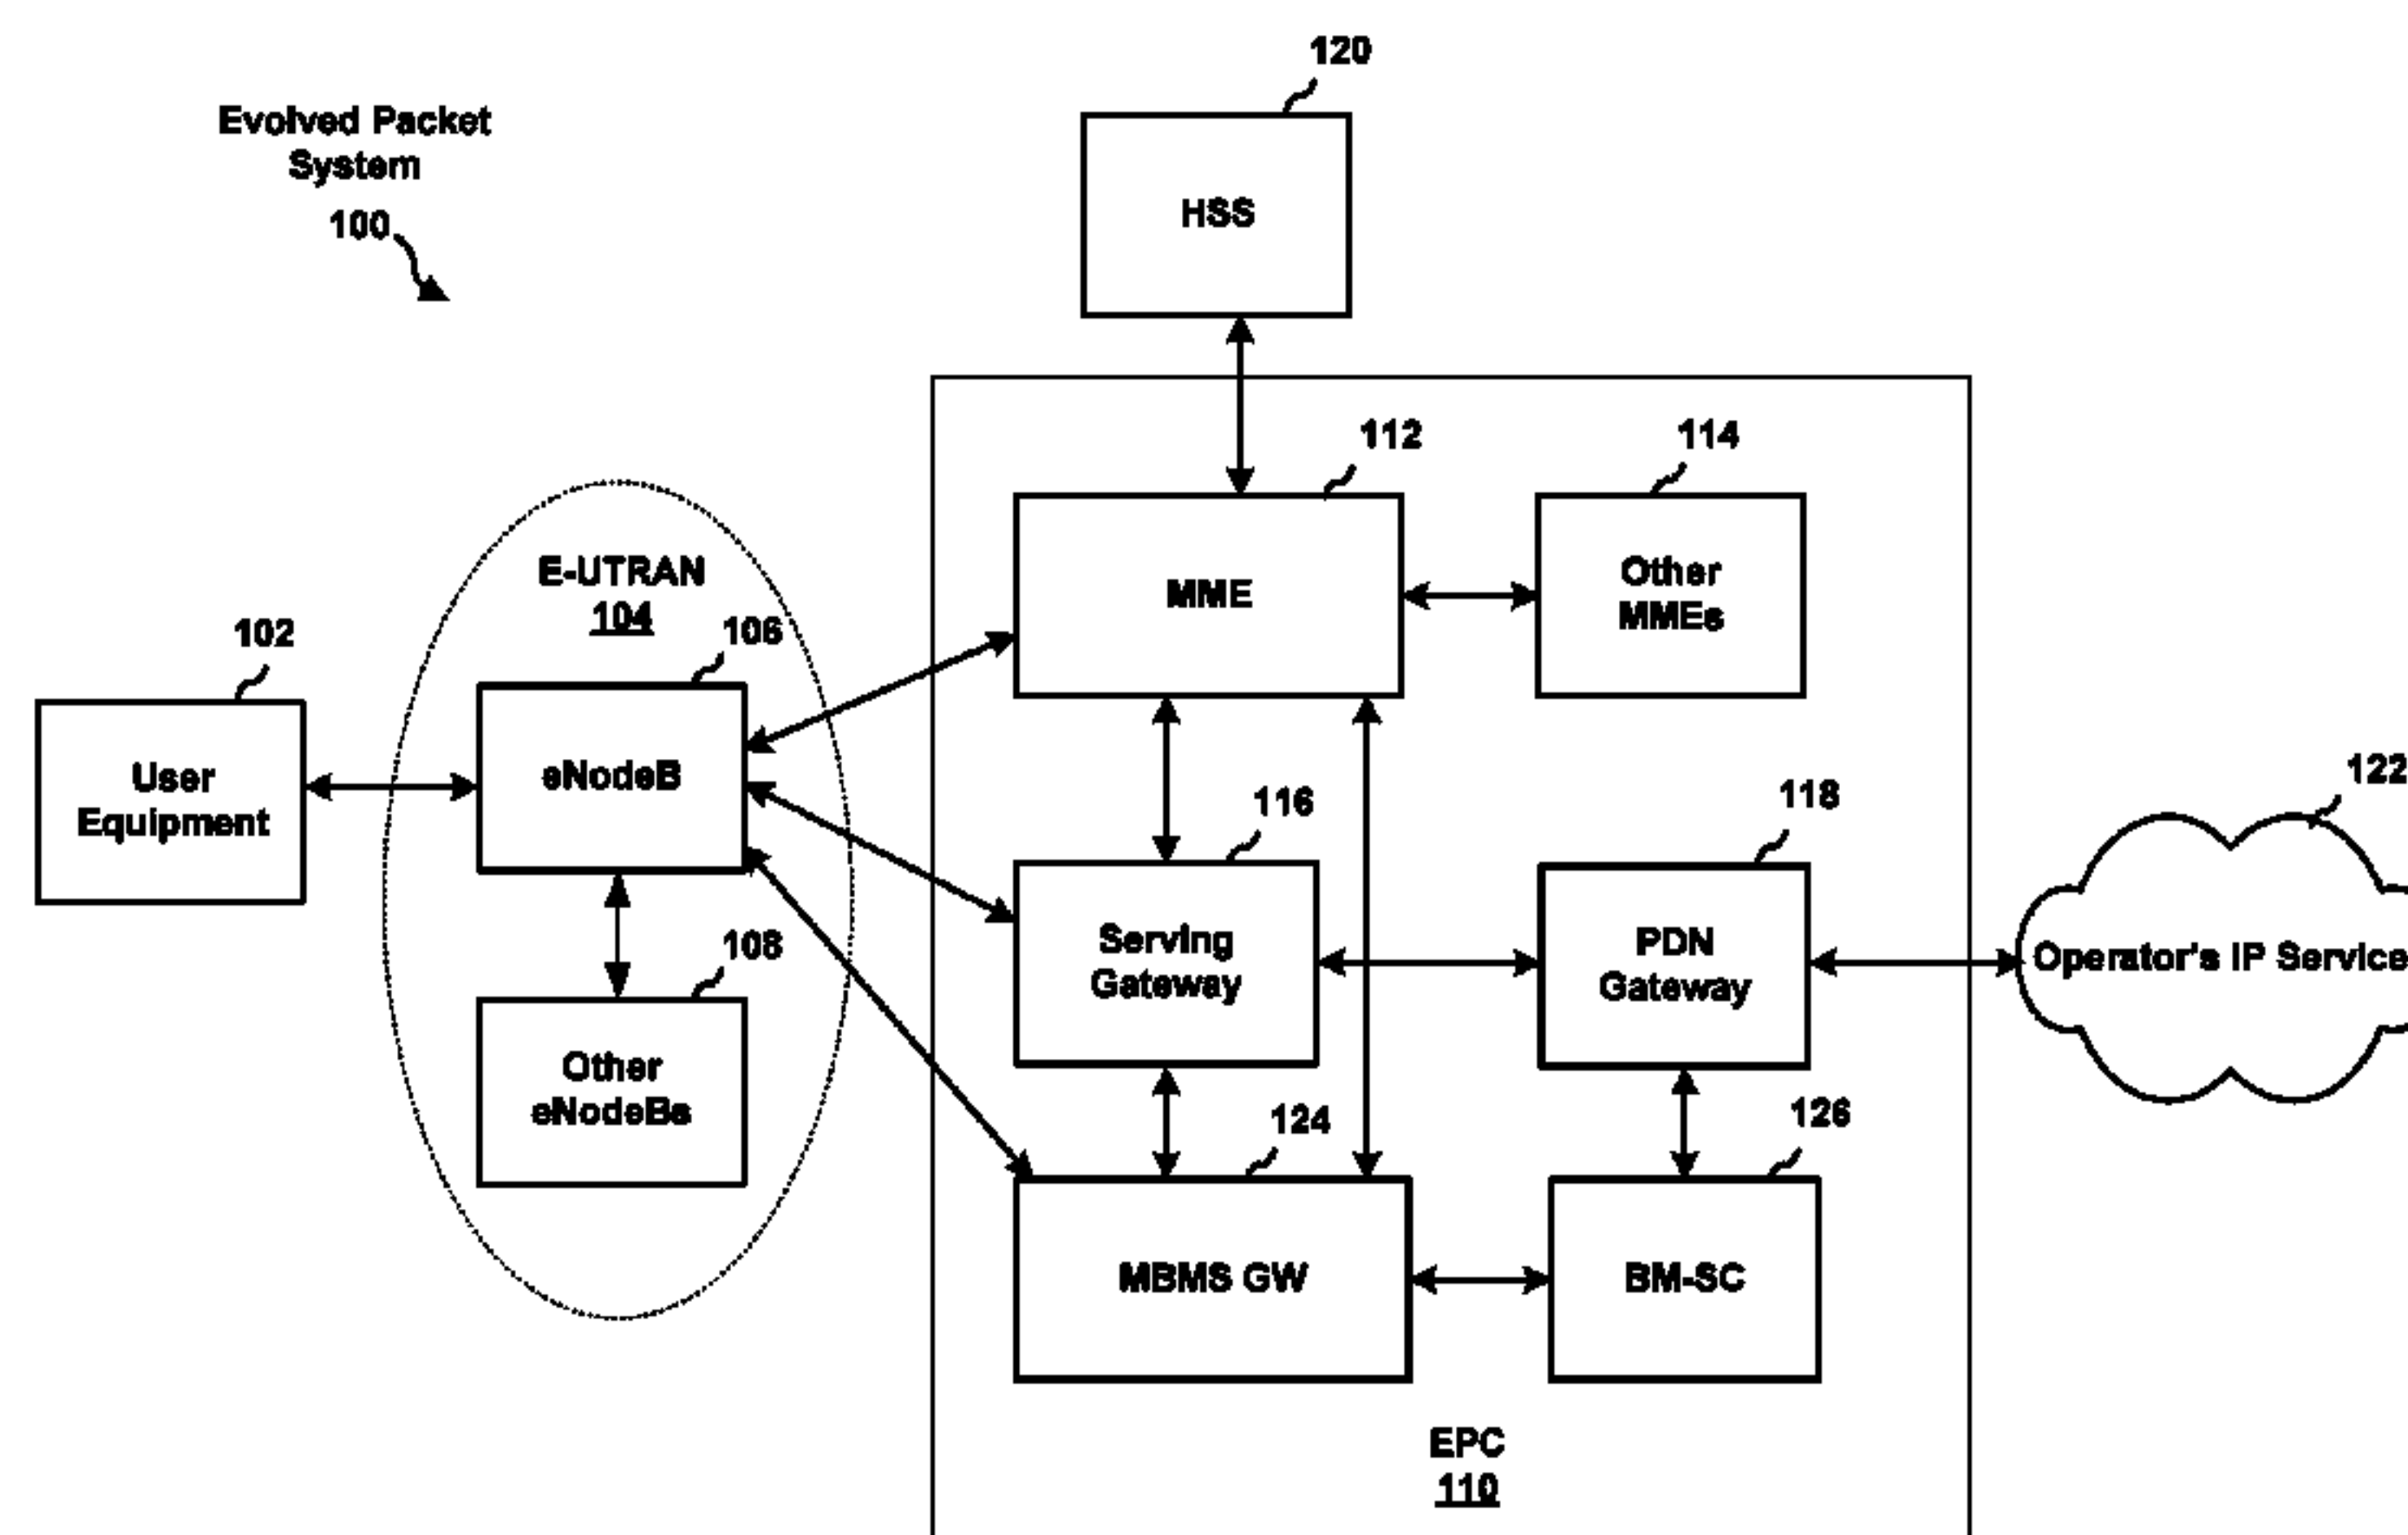 120
Evolved Packet
System
100
HSS
112
114
E-UTRAN
104
MME
Other
MMEs
102
106
User
Equipment
eNodeB
116
118
122
108
Serving
Gateway
PDN
Gateway
Operator's IP Service
Other
eNodeBs
124
126
MBMS GW
BM-SC
EPC
110